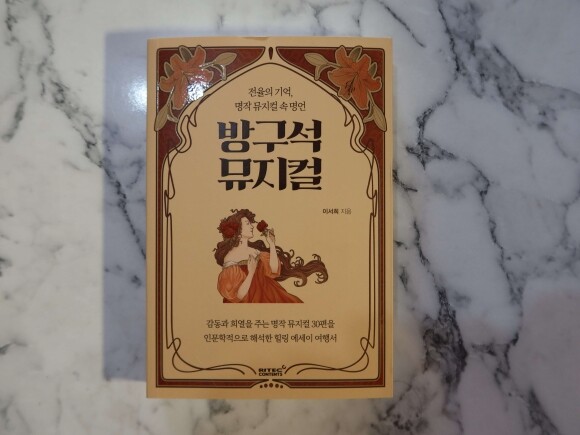 전율의 기억,
명작 뮤지컬 속 명언
방구석
뮤지컬
이서희 지음
감동과 희열을 주는 명작 뮤지컬 30편을
인문학적으로 해석한 힐링 에세이 여행서
RITEC
CONTENTS